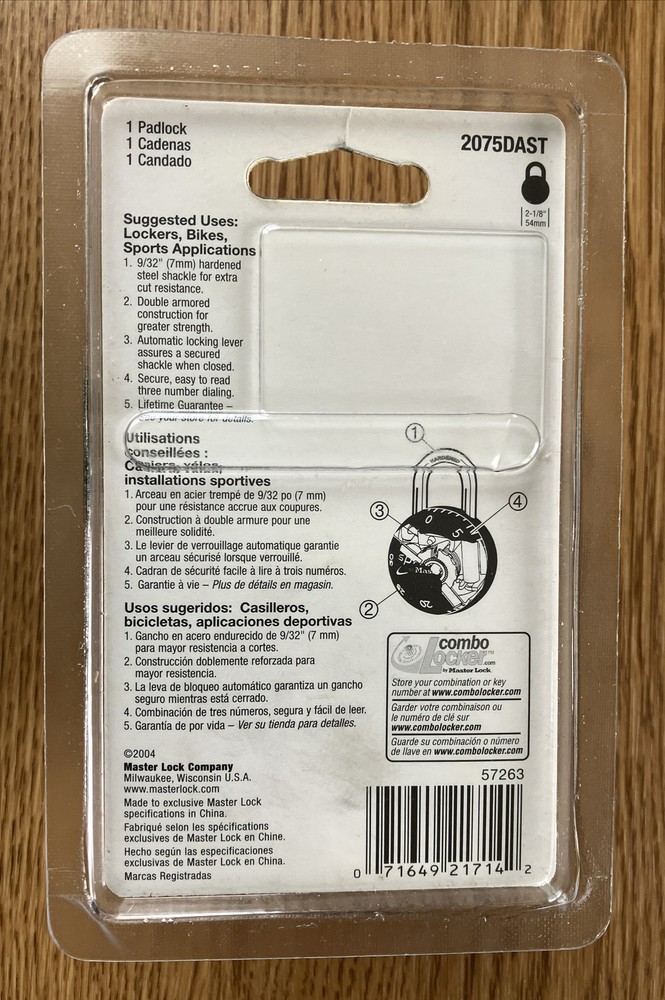 1 Padlock
1 Cadenas
1 Candado
2075DAST
2-1/8"
54mm
Suggested Uses:
Lockers, Bikes,
Sports Applications
1. 9/32" (7mm) hardened
steel shackle for extra
cut resistance.
2. Double armored
construction for
greater strength.
3. Automatic locking lever
assures a secured
shackle when closed.
4. Secure, easy to read
three number dialing.
5. Lifetime Guarantee –
see your store for details.
Utilisations
conseillées :
Casiers, vélos,
installations sportives
1. Arceau en acier trempé de 9/32 po (7 mm)
pour une résistance accrue aux coupures.
2. Construction à double armure pour une
meilleure solidité.
3. Le levier de verrouillage automatique garantie
un arceau sécurisé lorsque verrouillé.
4. Cadran de sécurité facile à lire à trois numéros.
5. Garantie à vie – Plus de détails en magasin.
Usos sugeridos: Casilleros,
bicicletas, aplicaciones deportivas
1. Gancho en acero endurecido de 9/32" (7 mm)
para mayor resistencia a cortes.
2. Construcción doblemente reforzada para
mayor resistencia.
3. La leva de bloqueo automático garantiza un gancho
seguro mientras está cerrado.
4. Combinación de tres números, segura y fácil de leer.
5. Garantía de por vida – Ver su tienda para detalles.
©2004
Master Lock Company
Milwaukee, Wisconsin U.S.A.
www.masterlock.com
Made to exclusive Master Lock
specifications in China.
Fabriqué selon les spécifications
exclusives de Master Lock en Chine.
Hecho según las especificaciones
exclusivas de Master Lock en China.
Marcas Registradas
1
HARDENED
3
4
0
5
2
combo
Locker.com
by Master Lock
Store your combination or key
number at www.combolocker.com
Garder votre combinaison ou
le numéro de clé sur
www.combolocker.com
Guarde su combinación o número
de llave en www.combolocker.com
57263
0 71649 21714 2